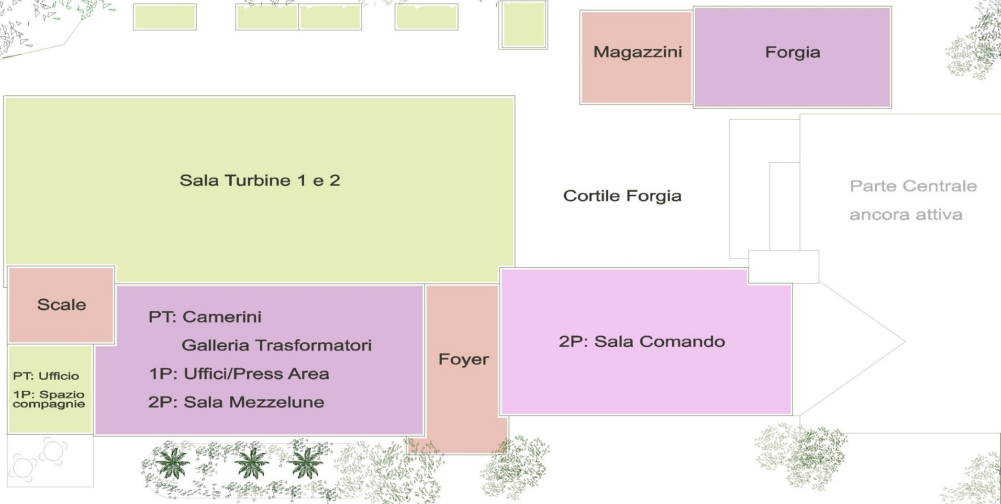 Magazzini
Forgia
Sala Turbine 1 e 2
Cortile Forgia
Parte Centrale
ancora attiva
Scale
PT: Camerini
Galleria Trasformatori
1P: Uffici/Press Area
2P: Sala Mezzelune
Foyer
2P: Sala Comando
PT: Ufficio
1P: Spazio
compagnie